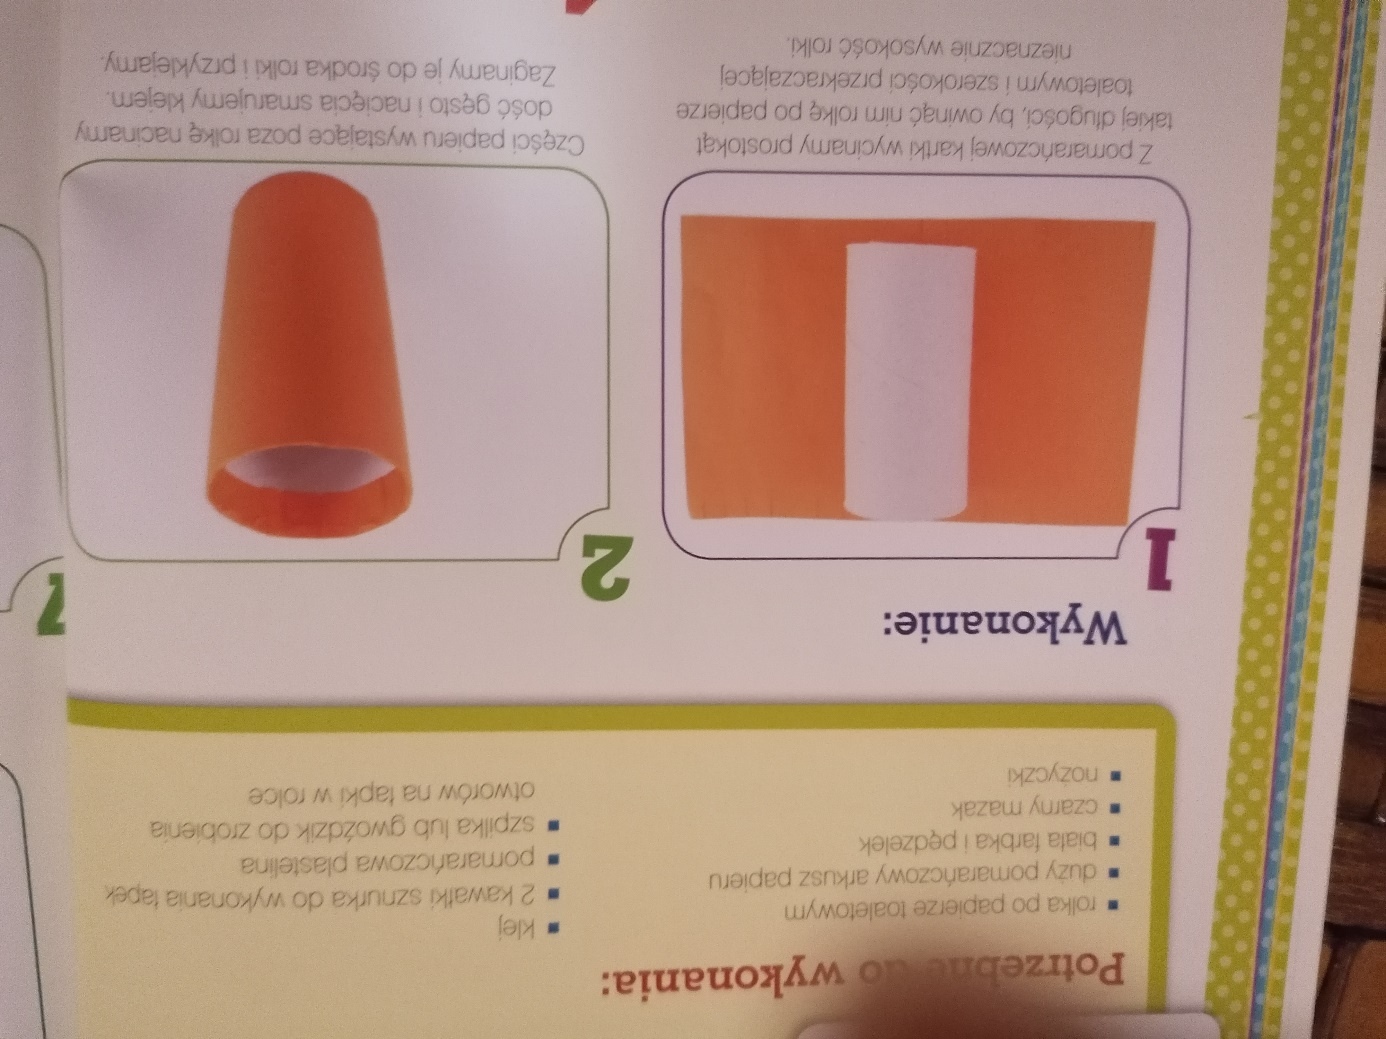 Potrzebne do wykonania:
▪ rolka po papierze toaletowym
▪ duży pomarańczowy arkusz papieru
▪ biała farbka i pędzelek
▪ czarny mazak
▪ nożyczki
▪ klej
▪ 2 kawałki sznurka do wykonania łapek
▪ pomarańczowa plastelina
▪ szpilka lub gwoździk do zrobienia
otworów na łapki w rolce
Wykonanie:
1
Z pomarańczowej kartki wycinamy prostokąt
takiej długości, by owinąć nim rolkę po papierze
toaletowym i szerokości przekraczającej
nieznacznie wysokość rolki.
2
Części papieru wystające poza rolkę nacinamy
dość gęsto i nacięcia smarujemy klejem.
Zaginamy je do środka rolki i przyklejamy.